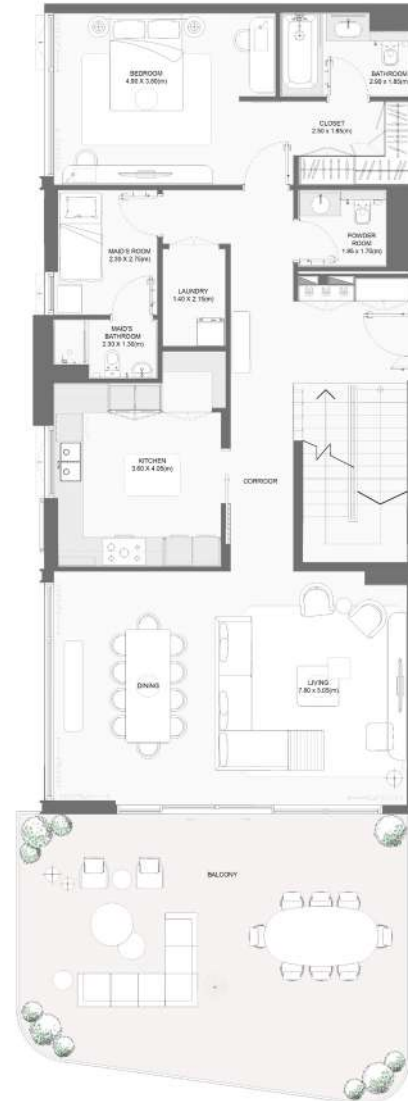 BEDROOM
4.90 X 3.80(m)
BATHROOM
2.90 x 1.85(m)
CLOSET
2.50 x 1.85(m)
MAID'S ROOM
2.30 X 2.75(m)
POWDER
ROOM
1.95 x 1.70(m)
LAUNDRY
1.40 X 2.15(m)
MAID'S
BATHROOM
2.30 X 1.30(m)
KITCHEN
3.60 X 4.05(m)
CORRIDOR
DINING
LIVING
7.80 x 5.05(m)
BALCONY